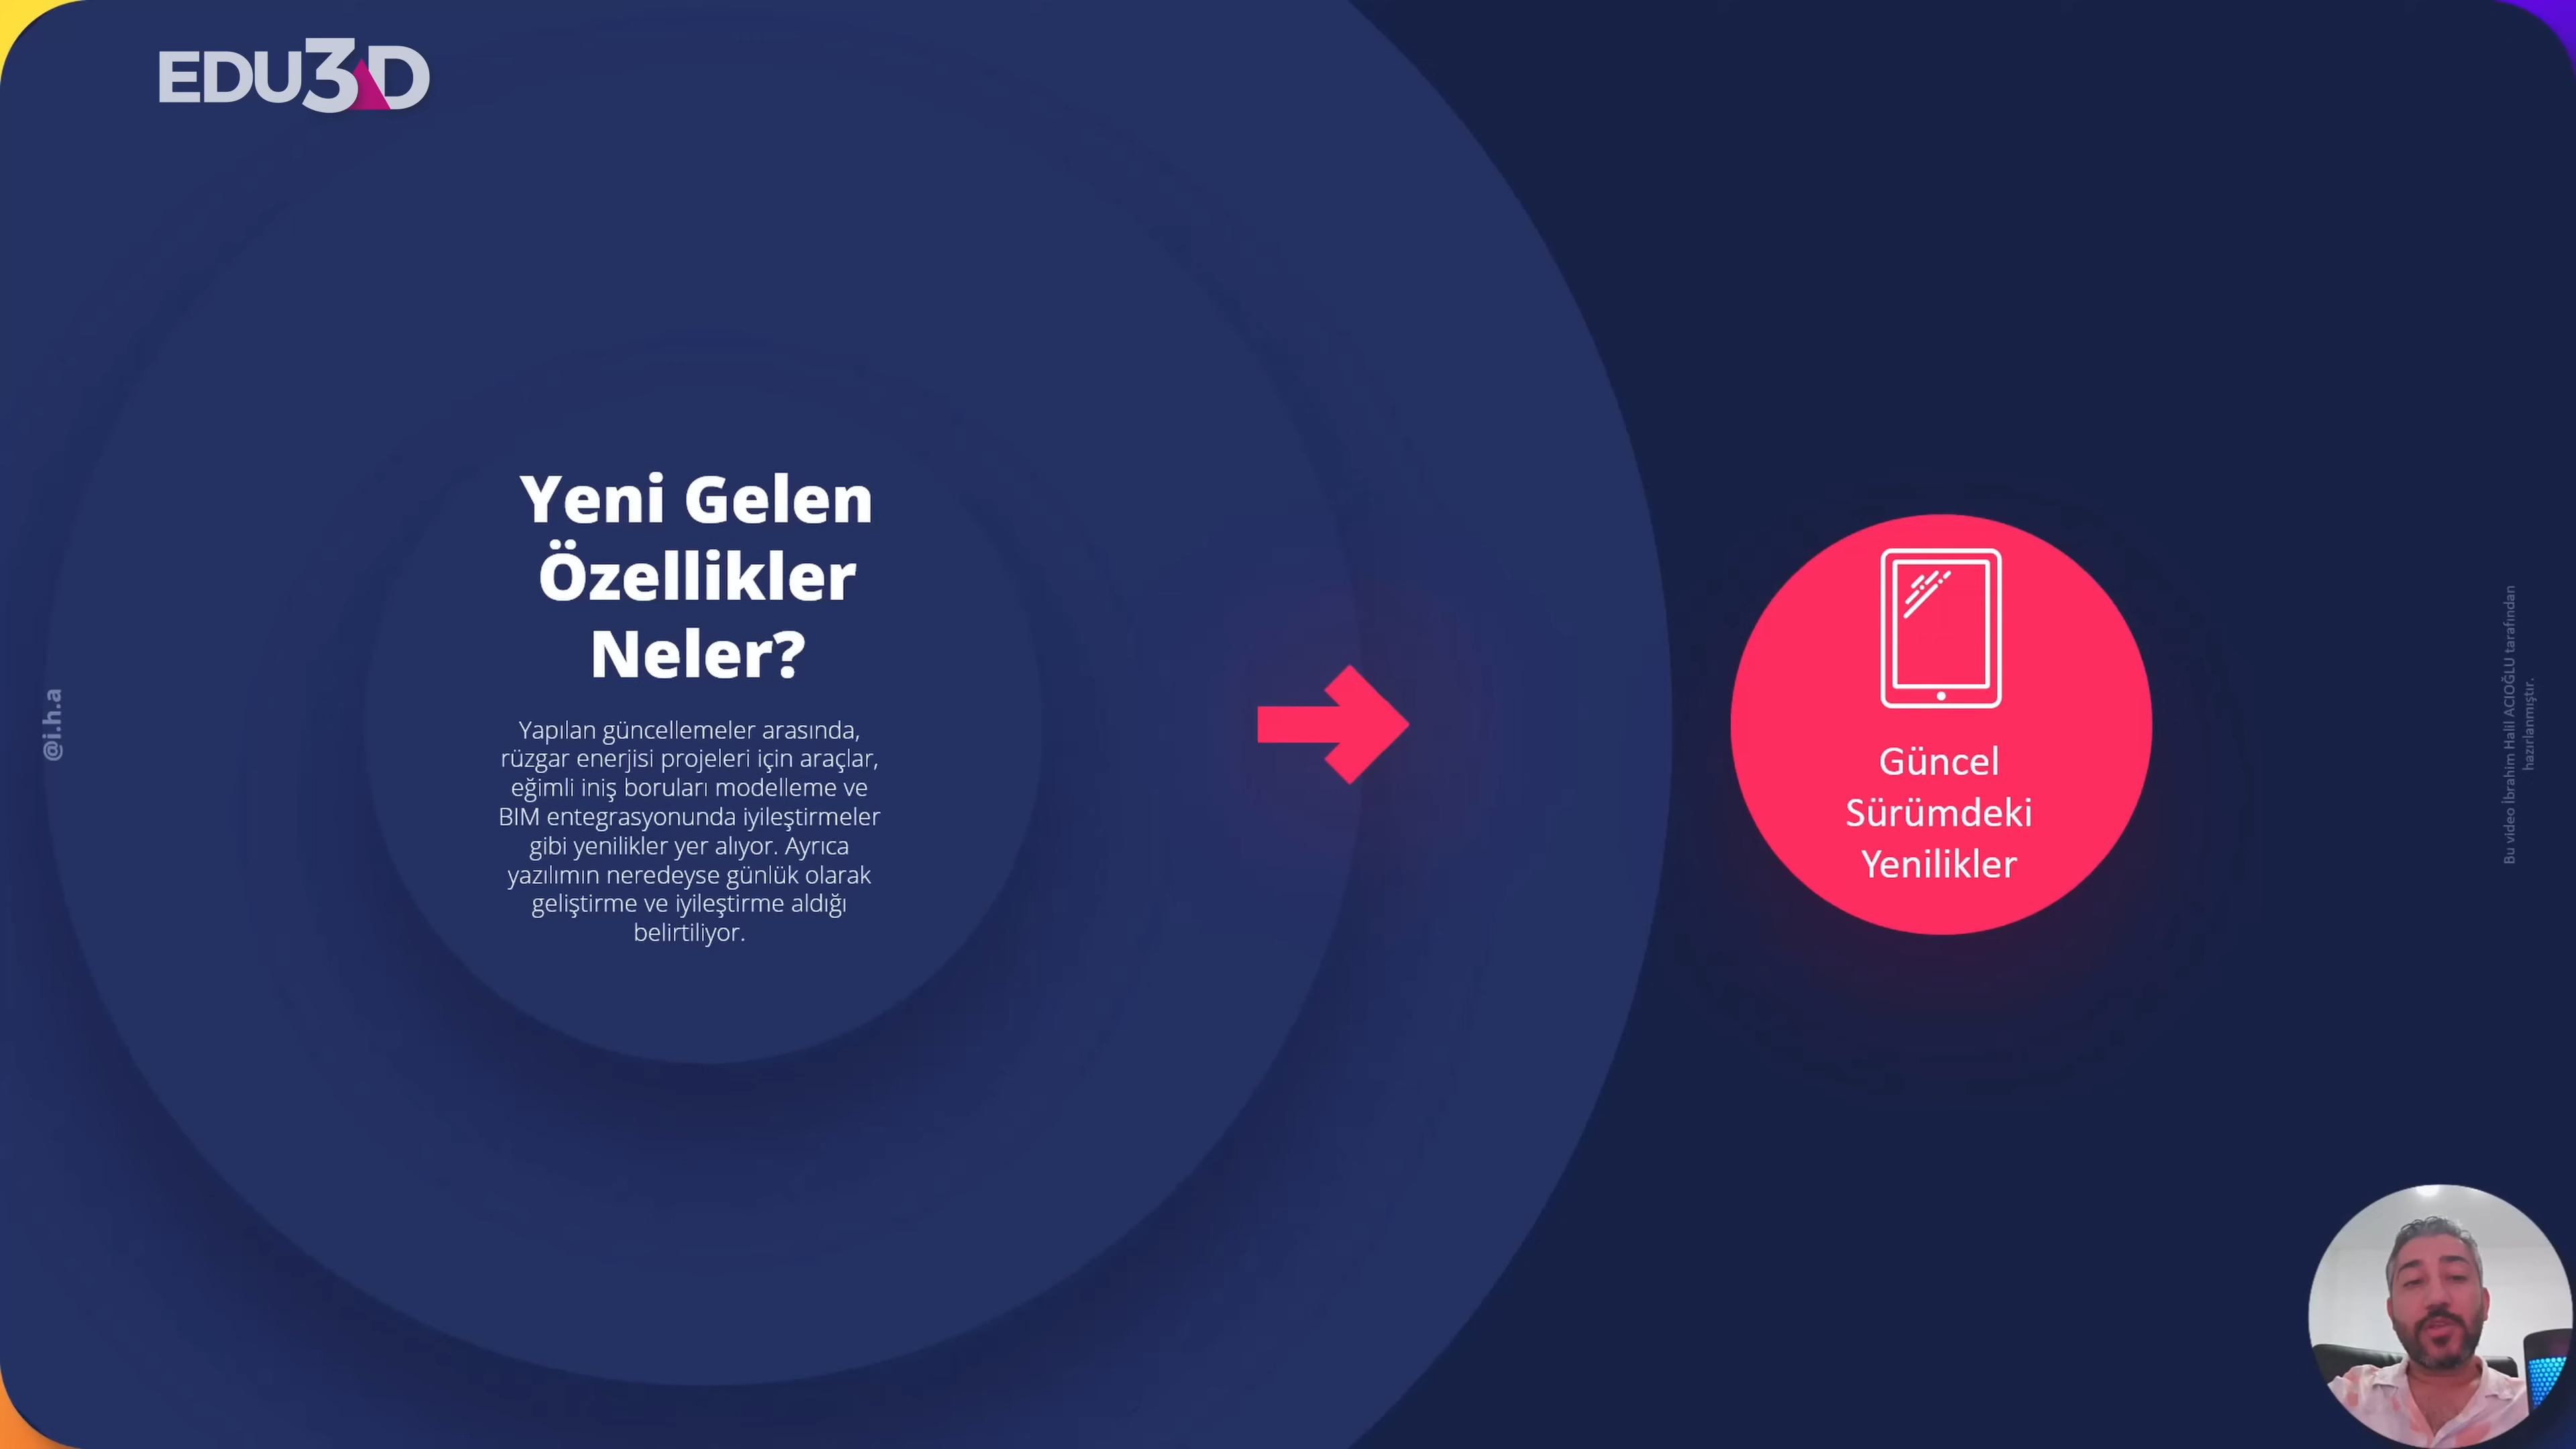 EDU3D
Yeni Gelen
Özellikler
Neler?
Yapılan güncellemeler arasında,
rüzgar enerjisi projeleri için araçlar,
eğimli iniş boruları modelleme ve
BIM entegrasyonunda iyileştirmeler
gibi yenilikler yer alıyor. Ayrıca
yazılımın neredeyse günlük olarak
geliştirme ve iyileştirme aldığı
belirtiliyor.
Güncel
Sürümdeki
Yenilikler
@i.h.a
Bu video İbrahim Halil ACIOĞLU tarafından
hazırlanmıştır.